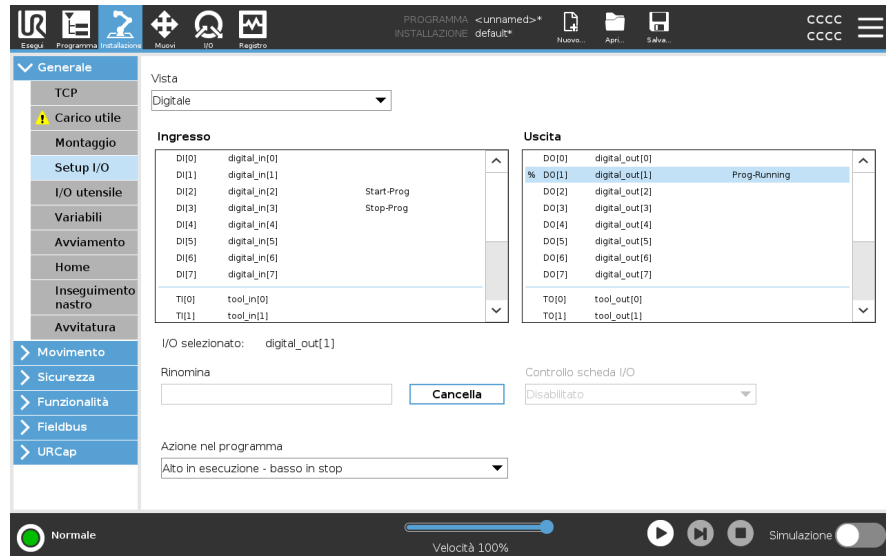 PROGRAMMA <unnamed>*
INSTALLAZIONE default*
CCCC
CCCC
Esegui Programma Installazione Muovi I/O Registro Nuovo... Apri... Salva...
Generale
TCP
Carico utile
Montaggio
Setup I/O
I/O utensile
Variabili
Avviamento
Home
Inseguimento
nastro
Avvitatura
Movimento
Sicurezza
Funzionalità
Fieldbus
URCap
Vista
Digitale
Ingresso
DI[0] digital_in[0]
DI[1] digital_in[1]
DI[2] digital_in[2] Start-Prog
DI[3] digital_in[3] Stop-Prog
DI[4] digital_in[4]
DI[5] digital_in[5]
DI[6] digital_in[6]
DI[7] digital_in[7]
TI[0] tool_in[0]
TI[1] tool_in[1]
Uscita
DO[0] digital_out[0]
% DO[1] digital_out[1] Prog-Running
DO[2] digital_out[2]
DO[3] digital_out[3]
DO[4] digital_out[4]
DO[5] digital_out[5]
DO[6] digital_out[6]
DO[7] digital_out[7]
TO[0] tool_out[0]
TO[1] tool_out[1]
I/O selezionato: digital_out[1]
Rinomina
Cancella
Controllo scheda I/O
Disabilitato
Azione nel programma
Alto in esecuzione - basso in stop
Normale
Velocità 100%
Simulazione